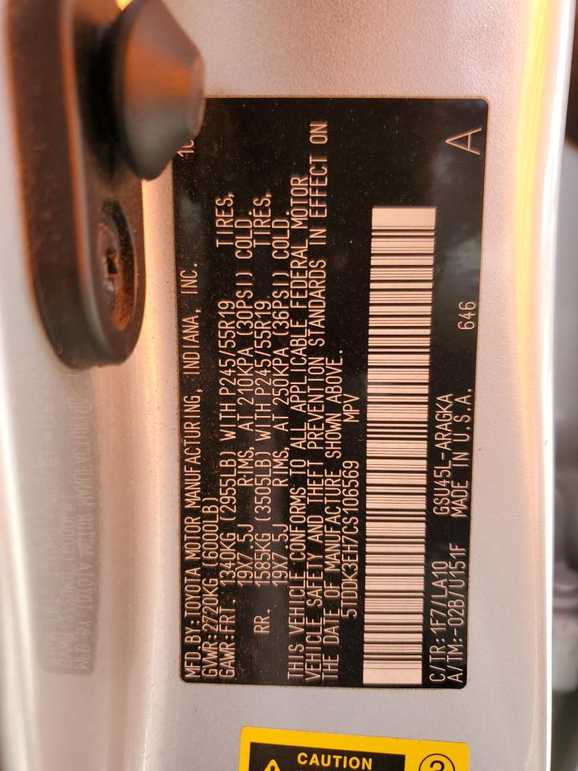 MFD.BY:TOYOTA MOTOR MANUFACTURING, INDIANA, INC. 10
GVWR:2720KG (6000LB)
GAWR:FRT. 1340KG (2955LB) WITH P245/55R19 TIRES,
19X7.5J RIMS, AT 210KPA (30PSI) COLD.
RR. 1585KG (3505LB) WITH P245/55R19 TIRES,
19X7.5J RIMS, AT 250KPA (36PSI) COLD.
THIS VEHICLE CONFORMS TO ALL APPLICABLE FEDERAL MOTOR
VEHICLE SAFETY AND THEFT PREVENTION STANDARDS IN EFFECT ON
THE DATE OF MANUFACTURE SHOWN ABOVE.
5TDDK3EH7CS106569 MPV
C/TR:1F7/LA10 GSU45L-ARAGKA 646 A
A/TM:-02B/U151F MADE IN U.S.A.
CAUTION
2